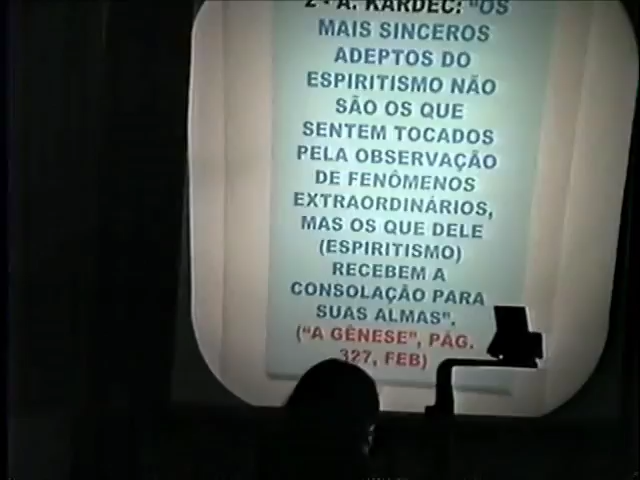 2 - A. KARDEC: "OS
MAIS SINCEROS
ADEPTOS DO
ESPIRITISMO NÃO
SÃO OS QUE
SENTEM TOCADOS
PELA OBSERVAÇÃO
DE FENÔMENOS
EXTRAORDINÁRIOS,
MAS OS QUE DELE
(ESPIRITISMO)
RECEBEM A
CONSOLAÇÃO PARA
SUAS ALMAS".
("A GÊNESE", PÁG.
327, FEB)